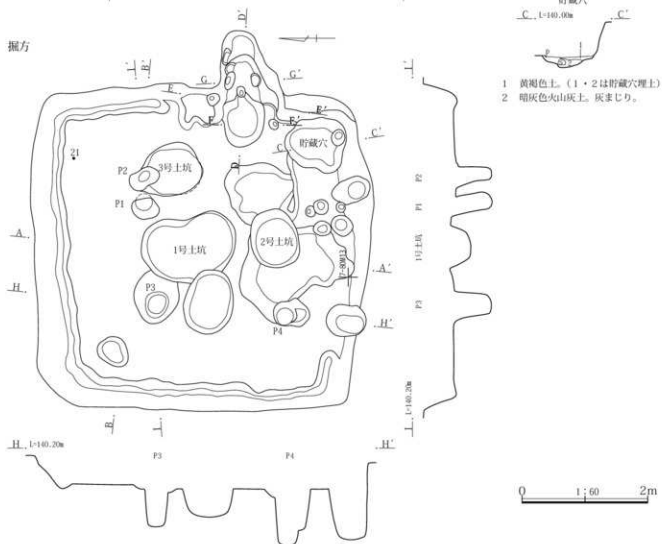 貯蔵穴
C L=140.00m C′
1 黄褐色土。(1・2は貯蔵穴埋土)
2 暗灰色火山灰土。灰まじり。
掘方
D′
I′
B′
E
G
G′
E′
F
F′
C
C′
貯蔵穴
21
P2
3号土坑
D
P1
A
1号土坑
2号土坑
A′
H
P3
P4
H′
B
I
I′
P2
P1
1号土坑
P3
L=140.20m
I
H L=140.20m
P3
P4
H′
0 1:60 2m